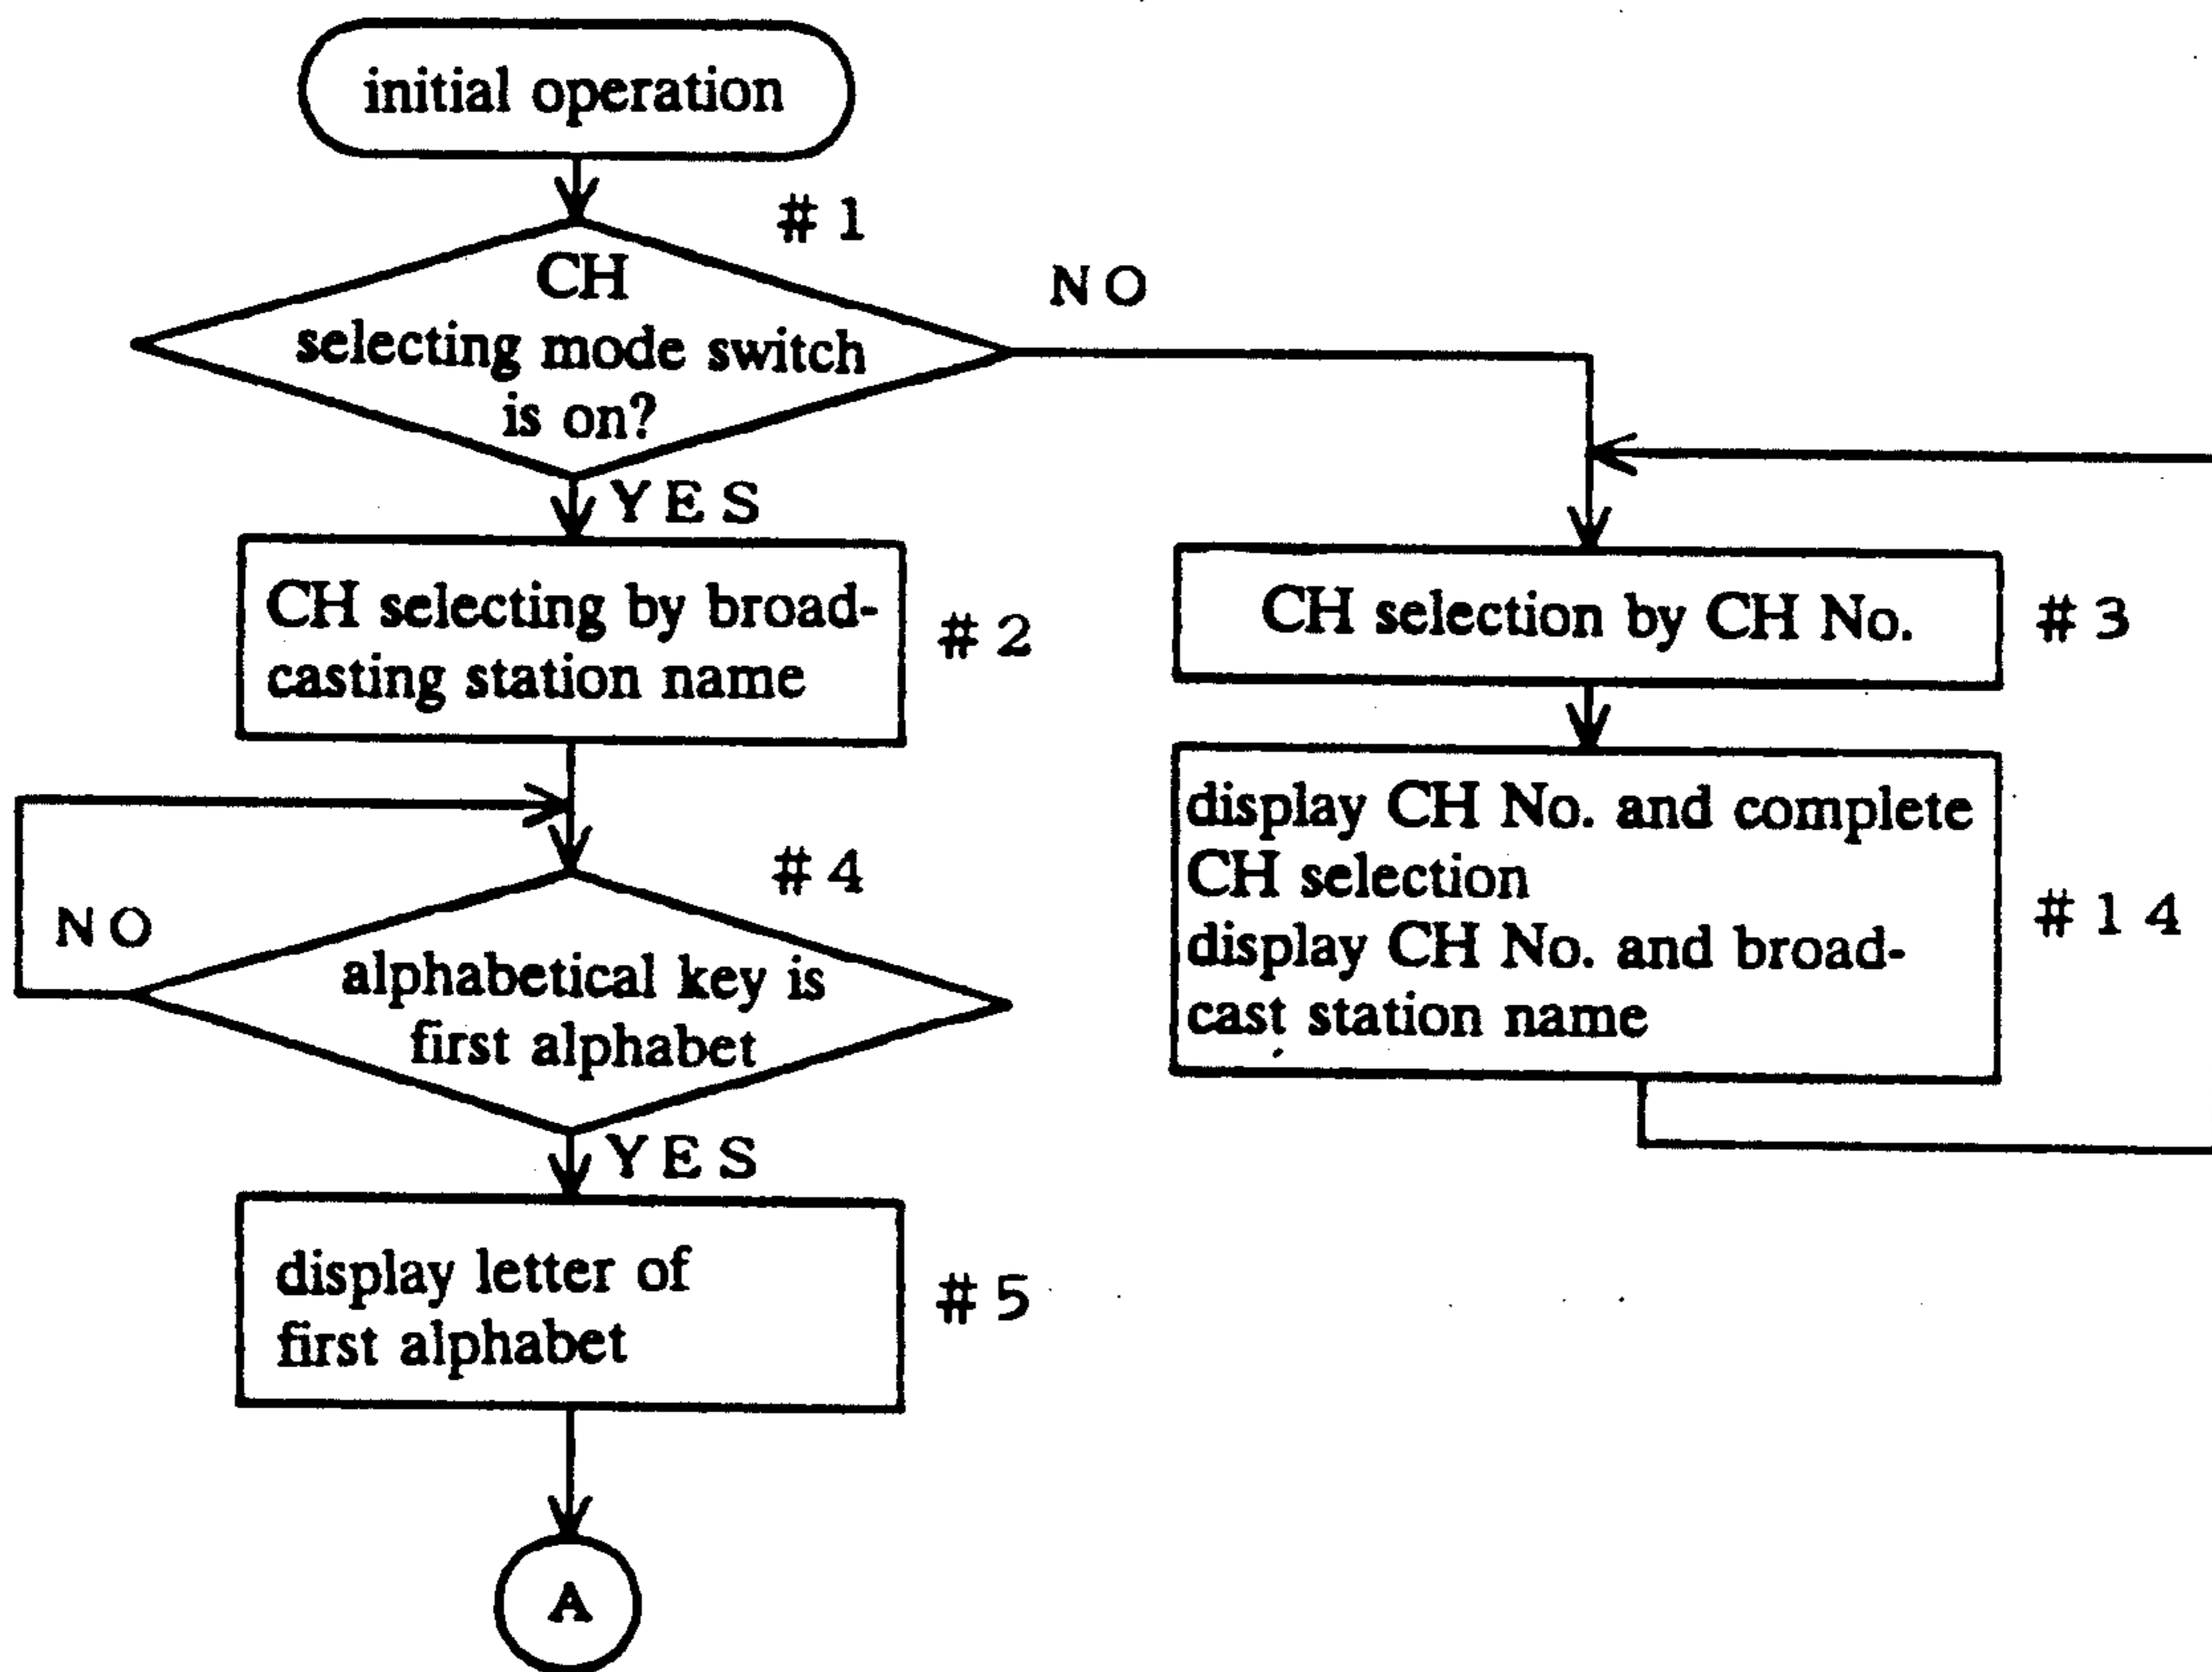 initial operation
#1
CH
selecting mode switch
is on?
NO
YES
CH selecting by broad-
casting station name
#2
CH selection by CH No.
#3
display CH No. and complete
CH selection
display CH No. and broad-
cast station name
#14
#4
NO
alphabetical key is
first alphabet
YES
display letter of
first alphabet
#5
A